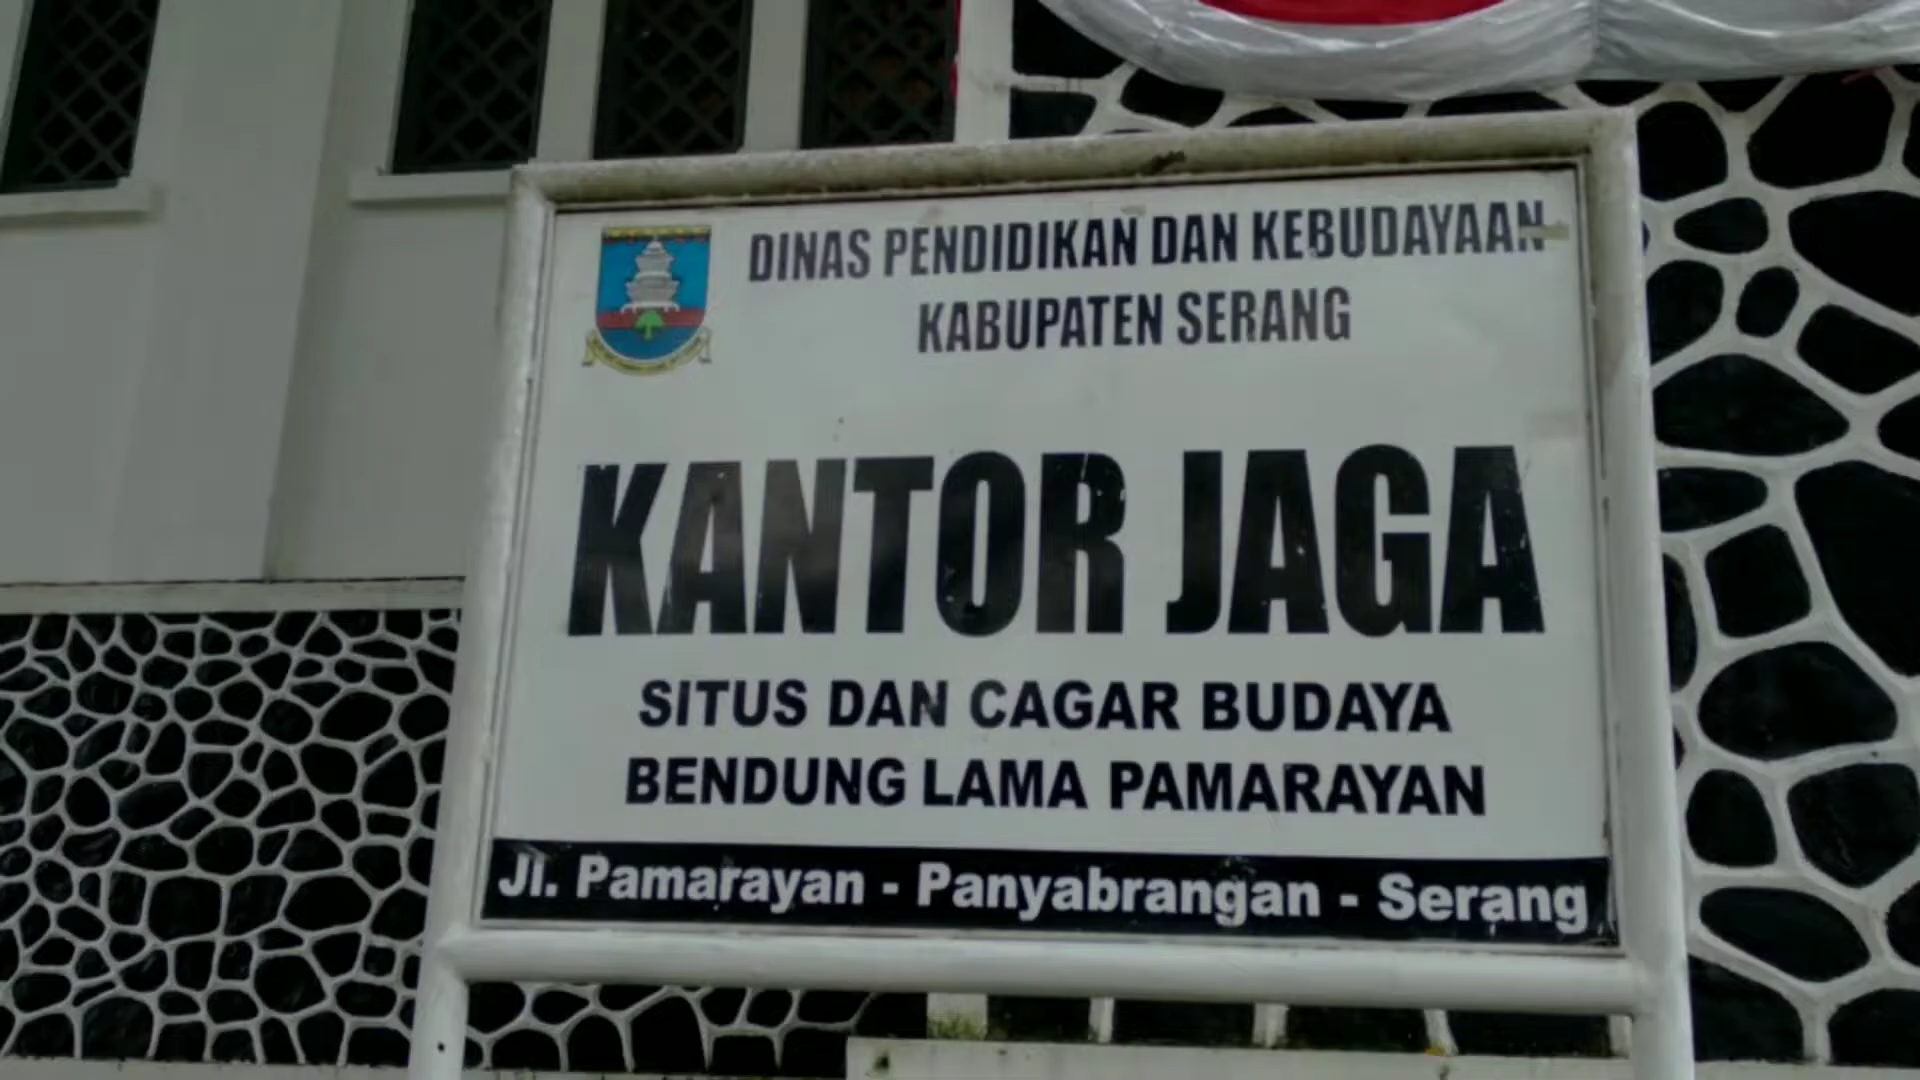 DINAS PENDIDIKAN DAN KEBUDAYAAN
KABUPATEN SERANG
KANTOR JAGA
SITUS DAN CAGAR BUDAYA
BENDUNG LAMA PAMARAYAN
Jl. Pamarayan - Panyabrangan - Serang